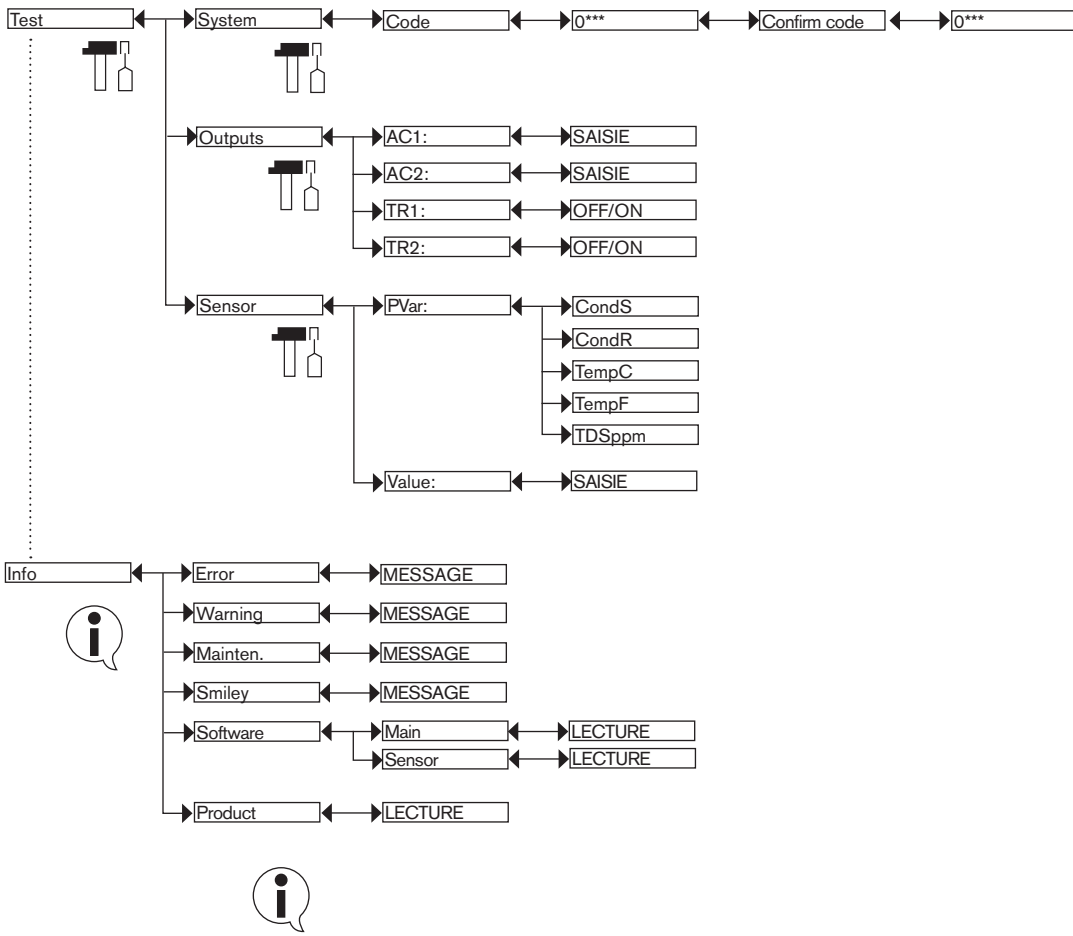 Test System Code 0*** Confirm code 0***
Outputs AC1: SAISIE
AC2: SAISIE
TR1: OFF/ON
TR2: OFF/ON
Sensor PVar: CondS
CondR
TempC
TempF
TDSppm
Value: SAISIE
Info Error MESSAGE
Warning MESSAGE
Mainten. MESSAGE
Smiley MESSAGE
Software Main LECTURE
Sensor LECTURE
Product LECTURE